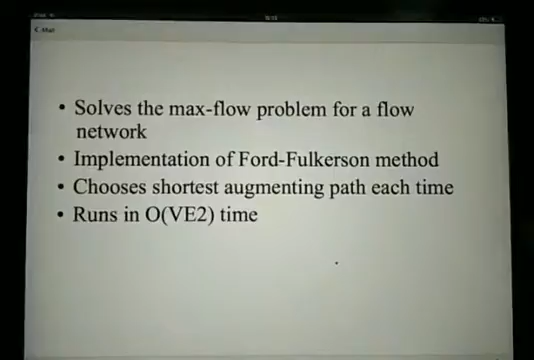 < Mail
• Solves the max-flow problem for a flow
network
• Implementation of Ford-Fulkerson method
• Chooses shortest augmenting path each time
• Runs in O(VE2) time